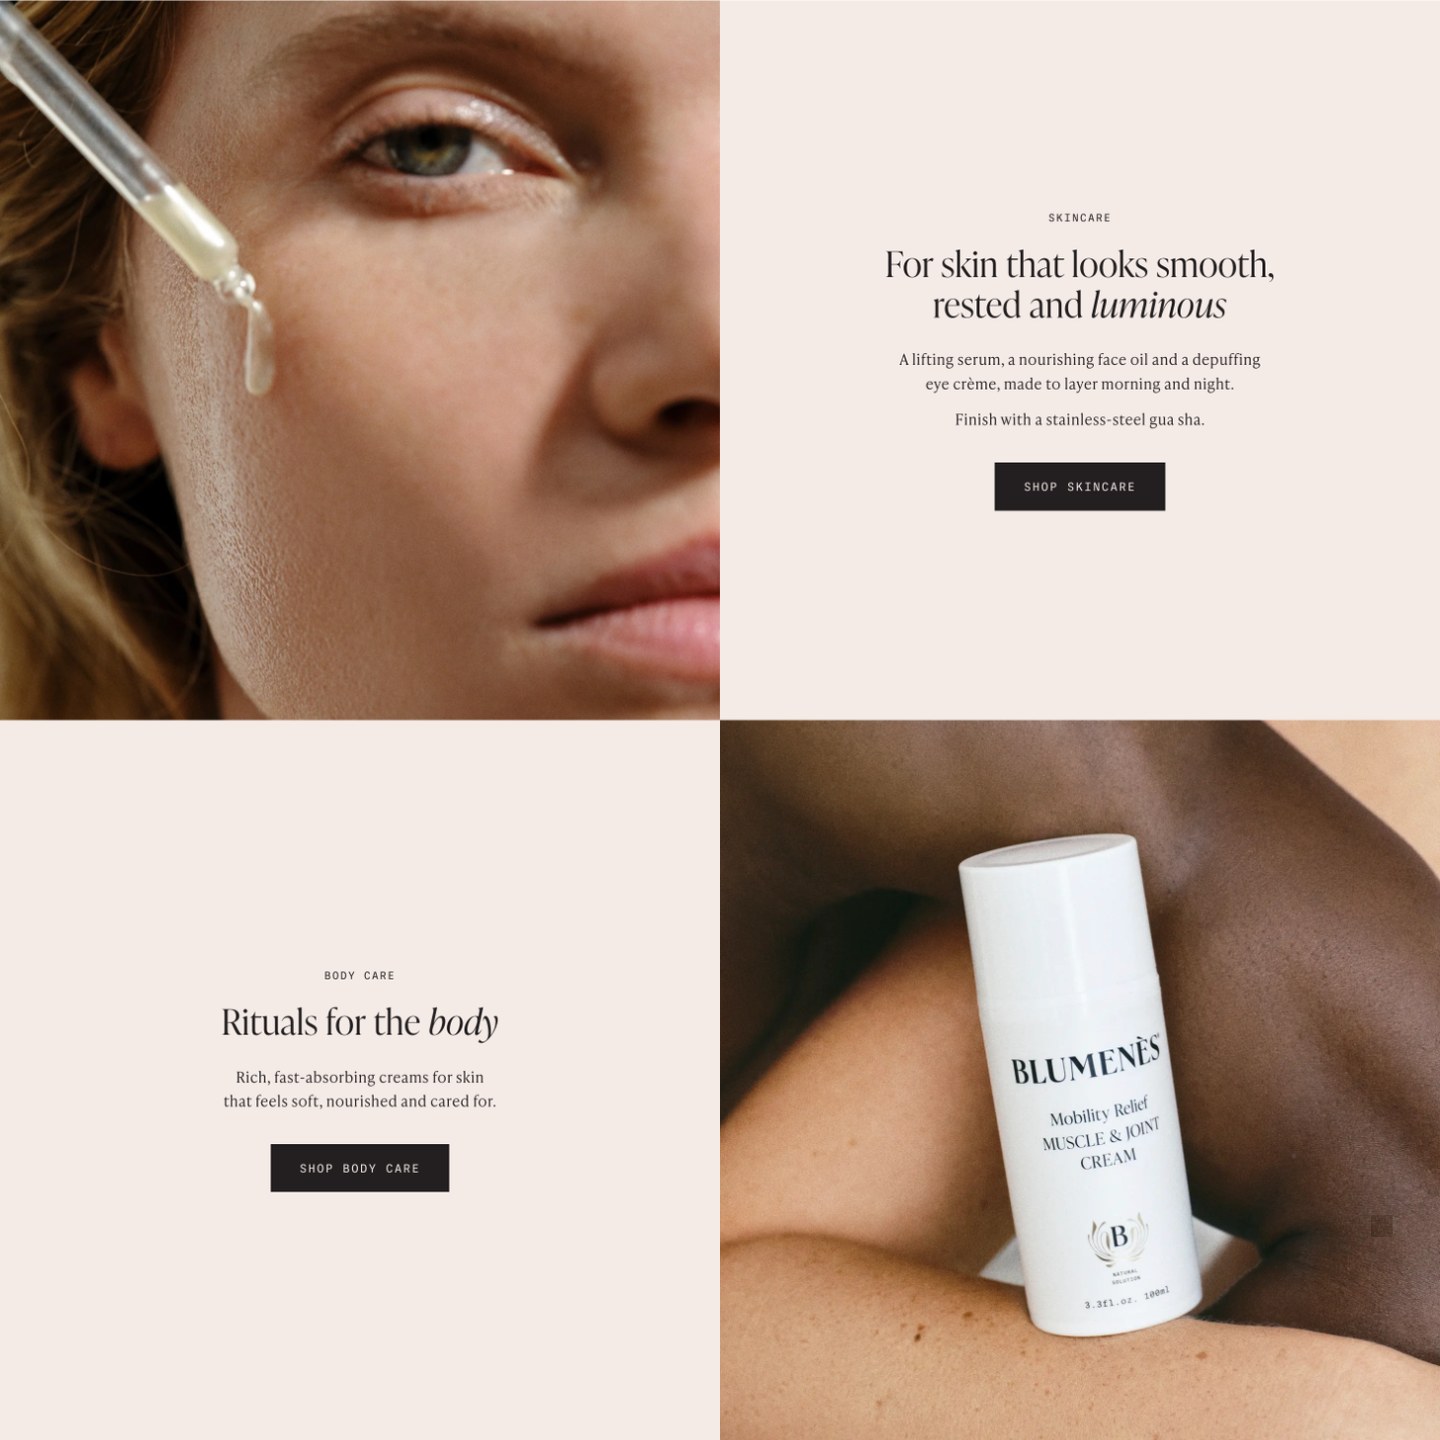 SKINCARE
For skin that looks smooth,
rested and luminous
A lifting serum, a nourishing face oil and a depuffing
eye crème, made to layer morning and night.
Finish with a stainless-steel gua sha.
SHOP SKINCARE
BODY CARE
Rituals for the body
Rich, fast-absorbing creams for skin
that feels soft, nourished and cared for.
SHOP BODY CARE
BLUMENÈS
Mobility Relief
MUSCLE & JOINT
CREAM
B
NATURAL
SOLUTION
3.3fl.oz. 100ml